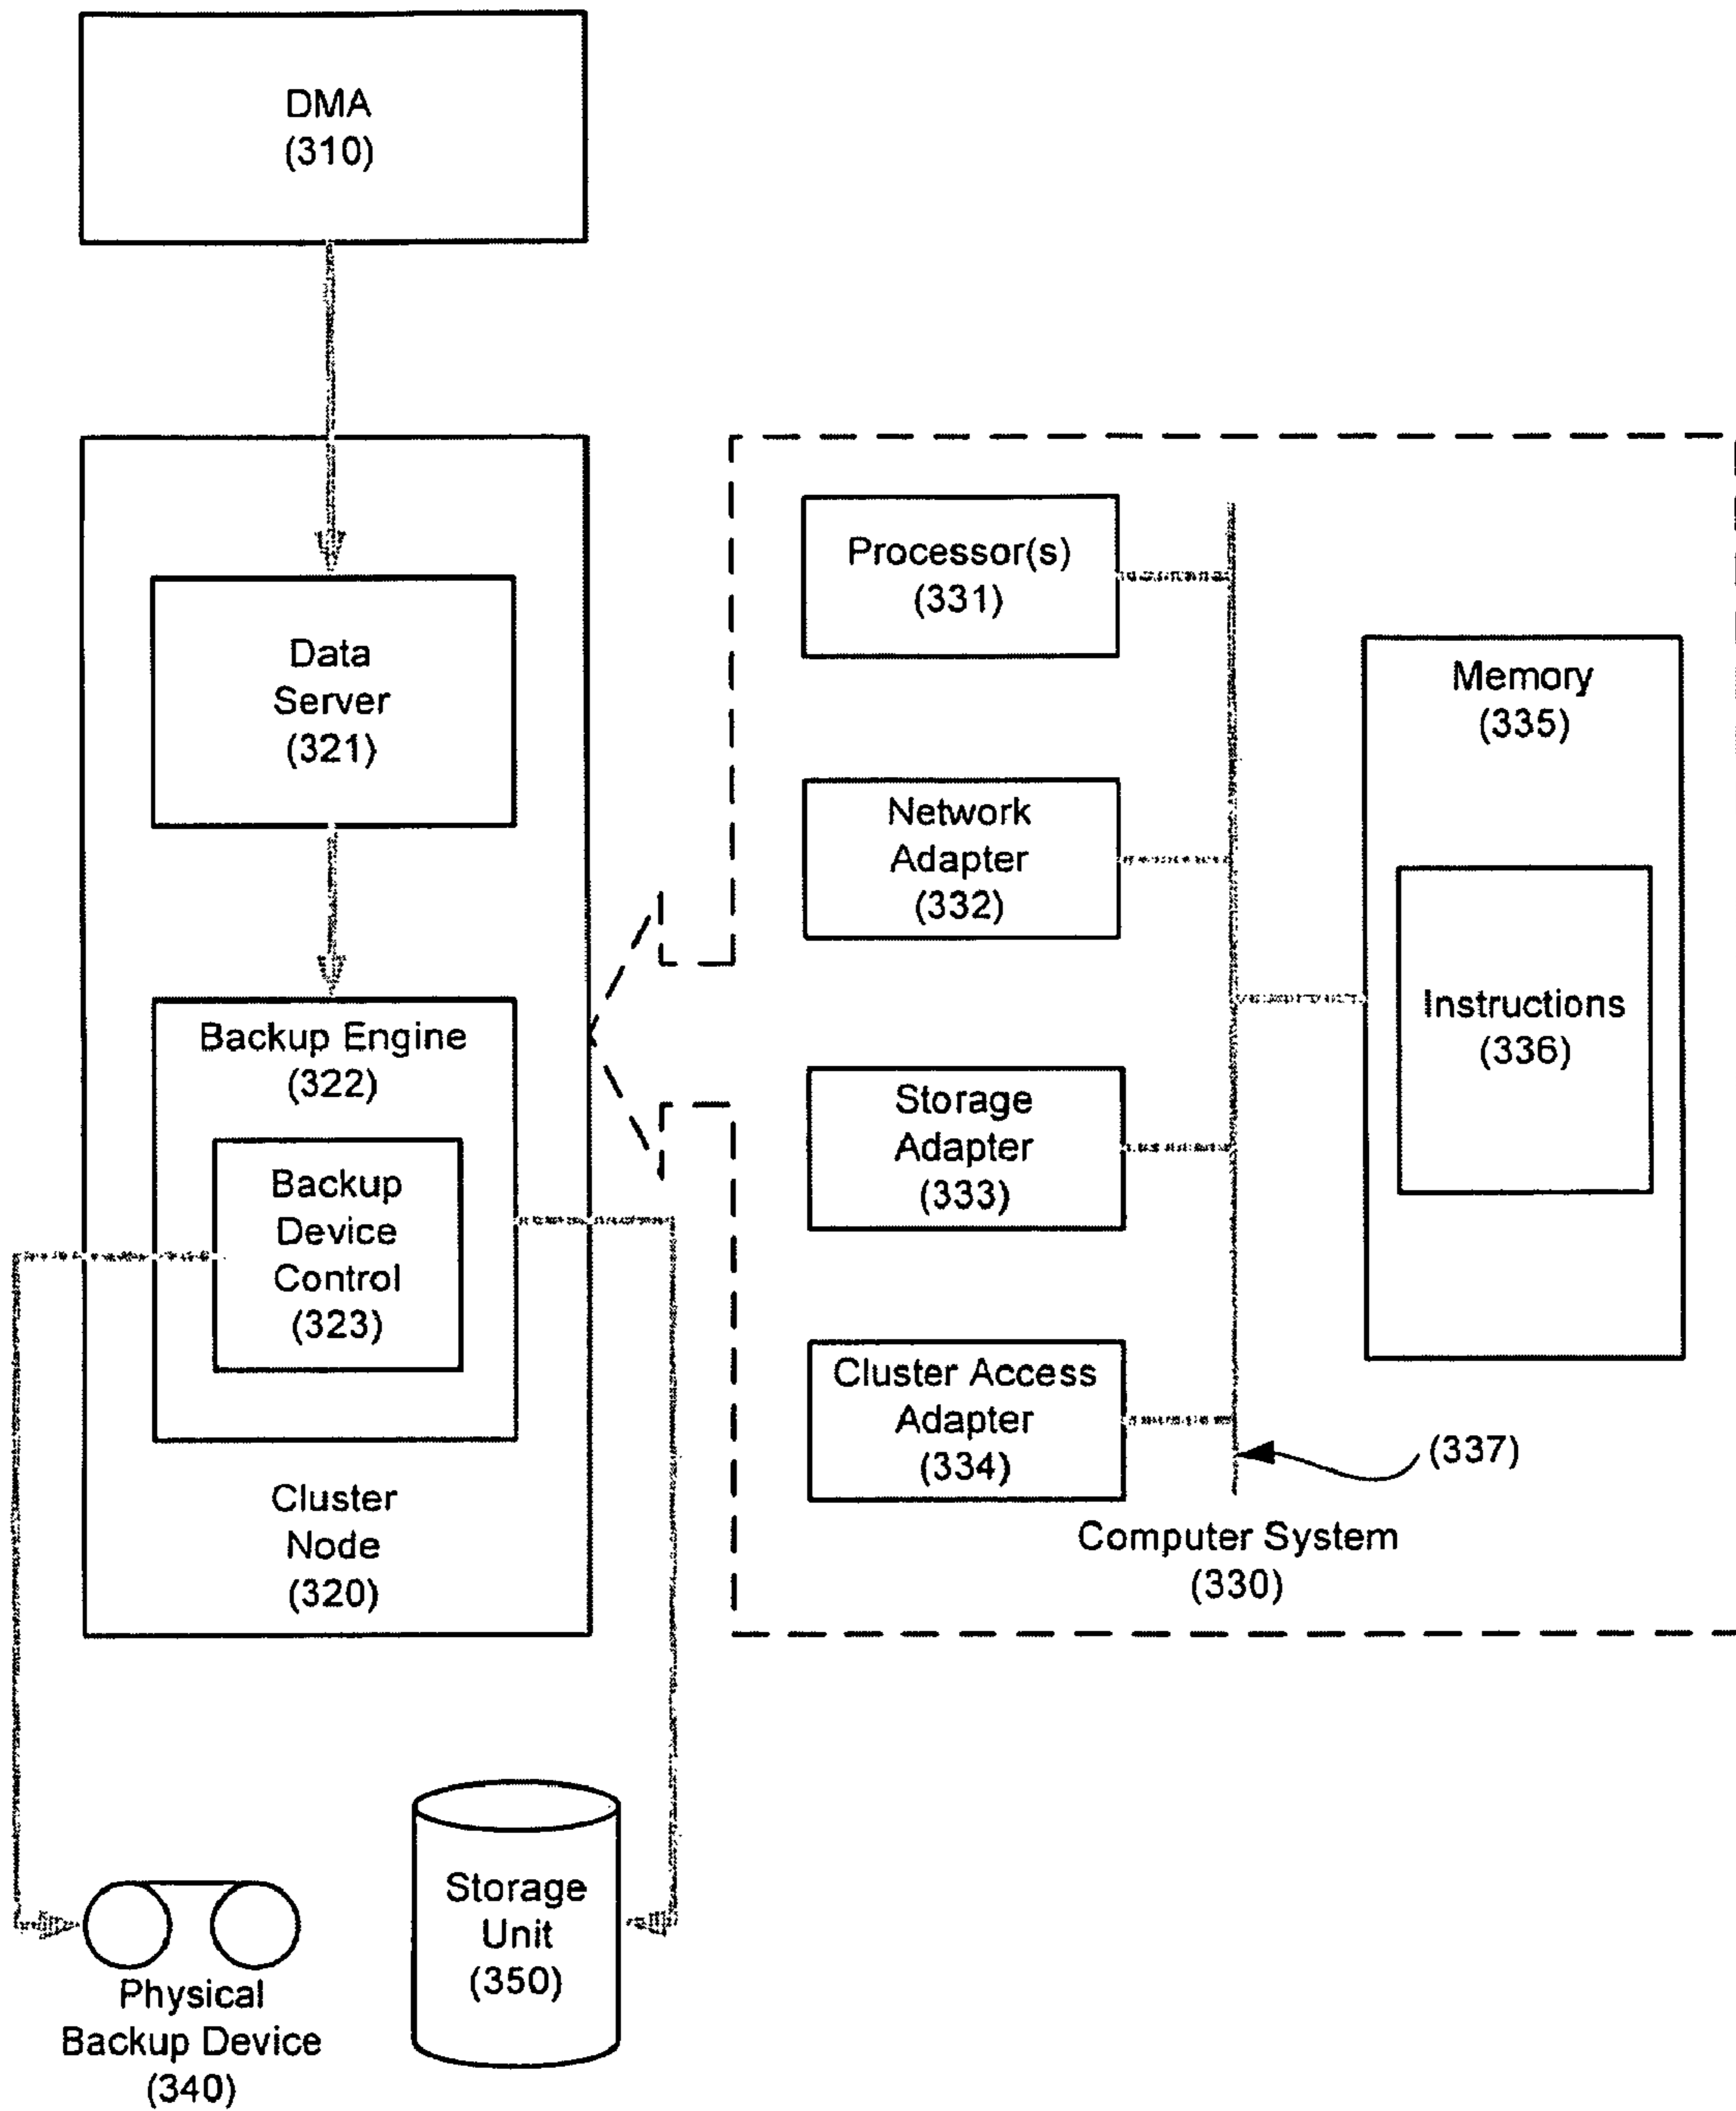 DMA
(310)
Data
Server
(321)
Backup Engine
(322)
Backup
Device
Control
(323)
Cluster
Node
(320)
Processor(s)
(331)
Network
Adapter
(332)
Storage
Adapter
(333)
Cluster Access
Adapter
(334)
Memory
(335)
Instructions
(336)
(337)
Computer System
(330)
Physical
Backup Device
(340)
Storage
Unit
(350)